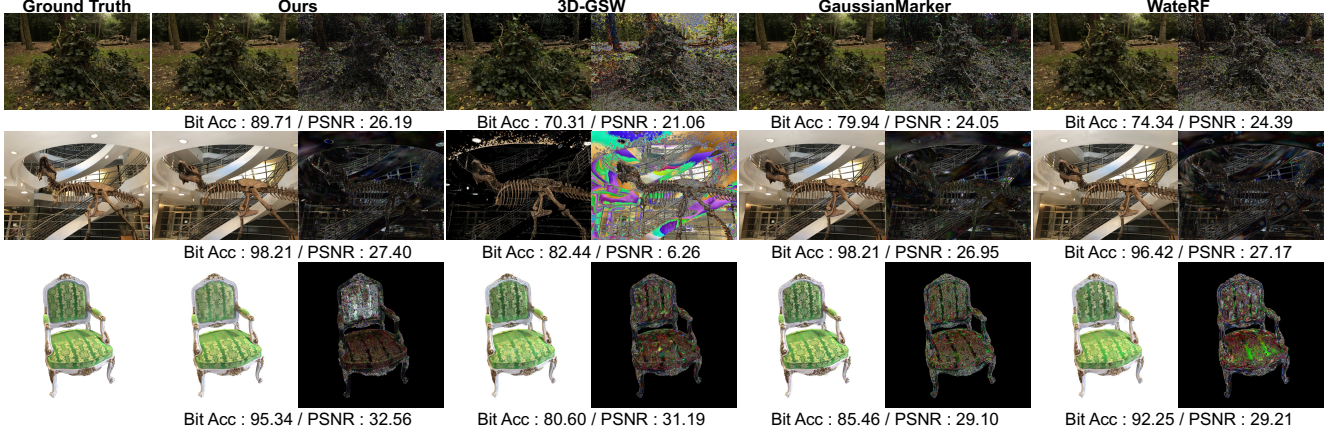 Ground Truth Ours 3D-GSW GaussianMarker WateRF
Bit Acc : 89.71 / PSNR : 26.19 Bit Acc : 70.31 / PSNR : 21.06 Bit Acc : 79.94 / PSNR : 24.05 Bit Acc : 74.34 / PSNR : 24.39
Bit Acc : 98.21 / PSNR : 27.40 Bit Acc : 82.44 / PSNR : 6.26 Bit Acc : 98.21 / PSNR : 26.95 Bit Acc : 96.42 / PSNR : 27.17
Bit Acc : 95.34 / PSNR : 32.56 Bit Acc : 80.60 / PSNR : 31.19 Bit Acc : 85.46 / PSNR : 29.10 Bit Acc : 92.25 / PSNR : 29.21